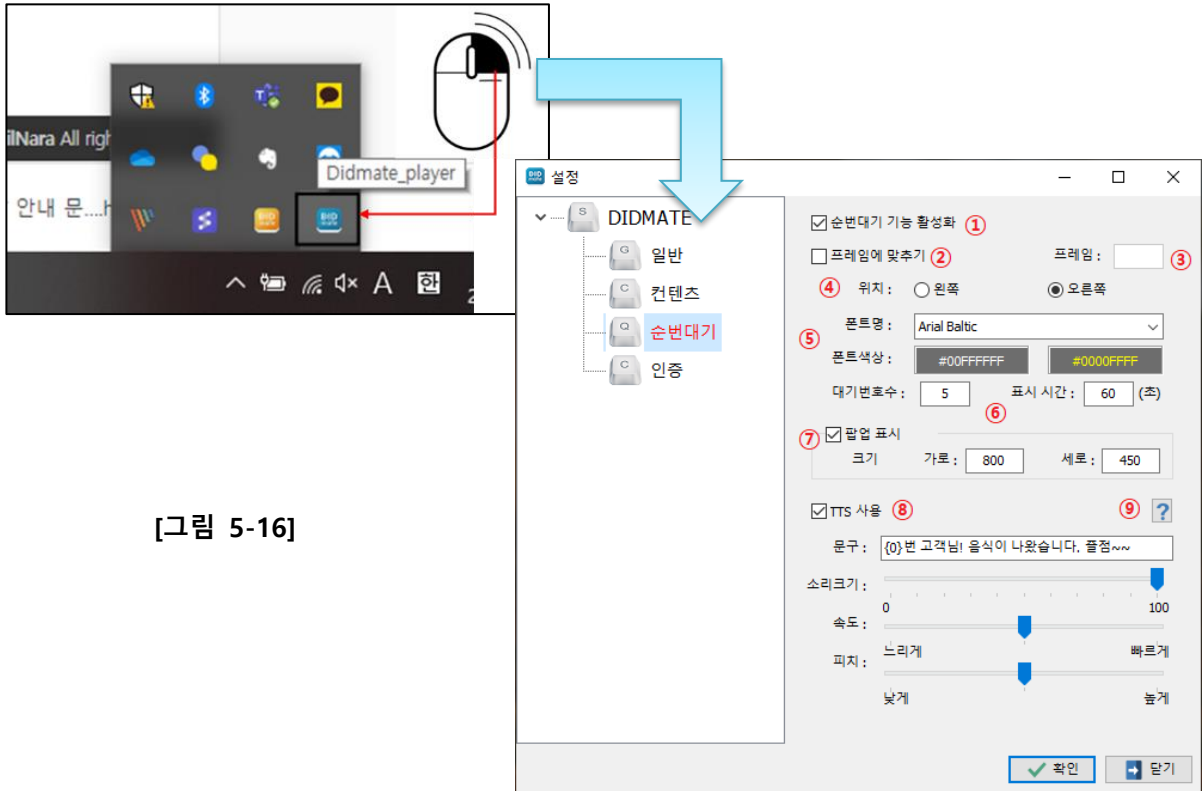 ilNara All righ
Didmate_player
안내 문....h
A 한
[그림 5-16]
설정
DIDMATE
일반
컨텐츠
순번대기
인증
순번대기 기능 활성화 ①
프레임에 맞추기 ② 프레임 : ③
④ 위치 : 왼쪽 오른쪽
⑤ 폰트명 : Arial Baltic
폰트색상 : #00FFFFFF #0000FFFF
대기번호수 : 5 표시 시간 : 60 (초)
⑥
⑦ 팝업 표시
크기 가로 : 800 세로 : 450
TTS 사용 ⑧ ⑨ ?
문구 : {0}번 고객님! 음식이 나왔습니다, 플점~~
소리크기 :
0 100
속도 :
느리게 빠르게
피치 :
낮게 높게
확인 닫기